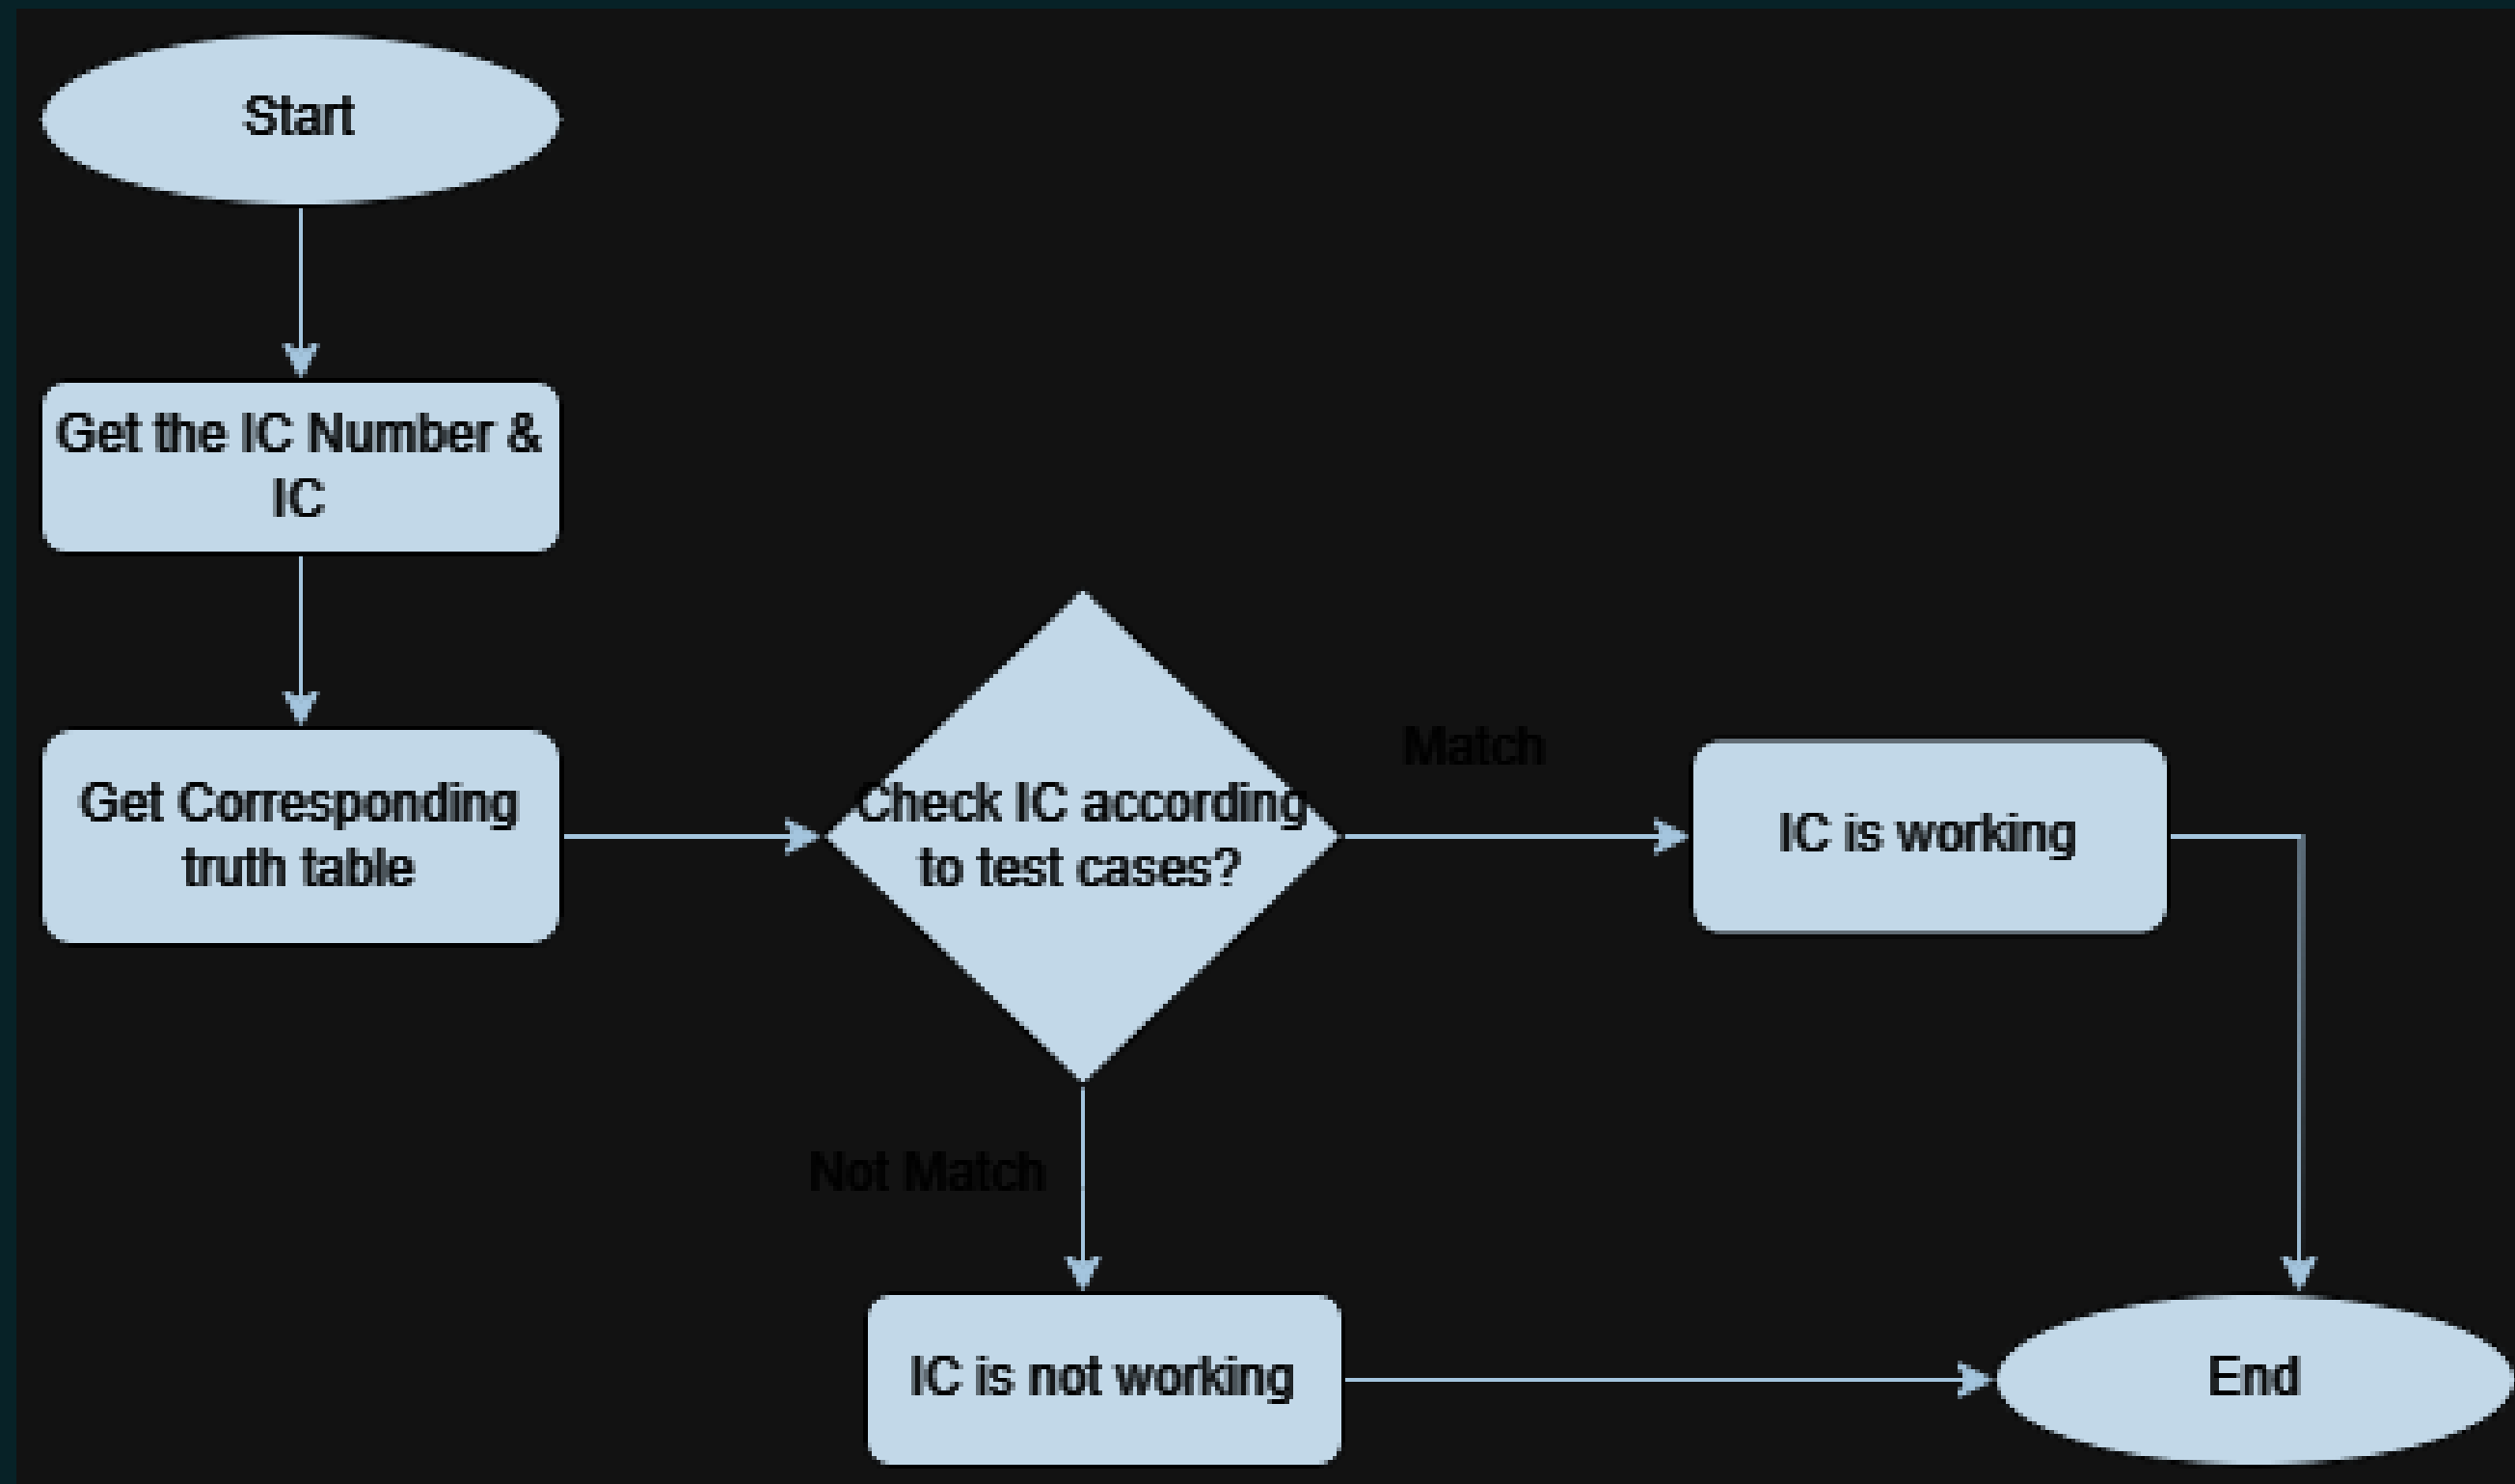 Start
Get the IC Number &
IC
Get Corresponding
truth table
Check IC according
to test cases?
Match
IC is working
Not Match
IC is not working
End